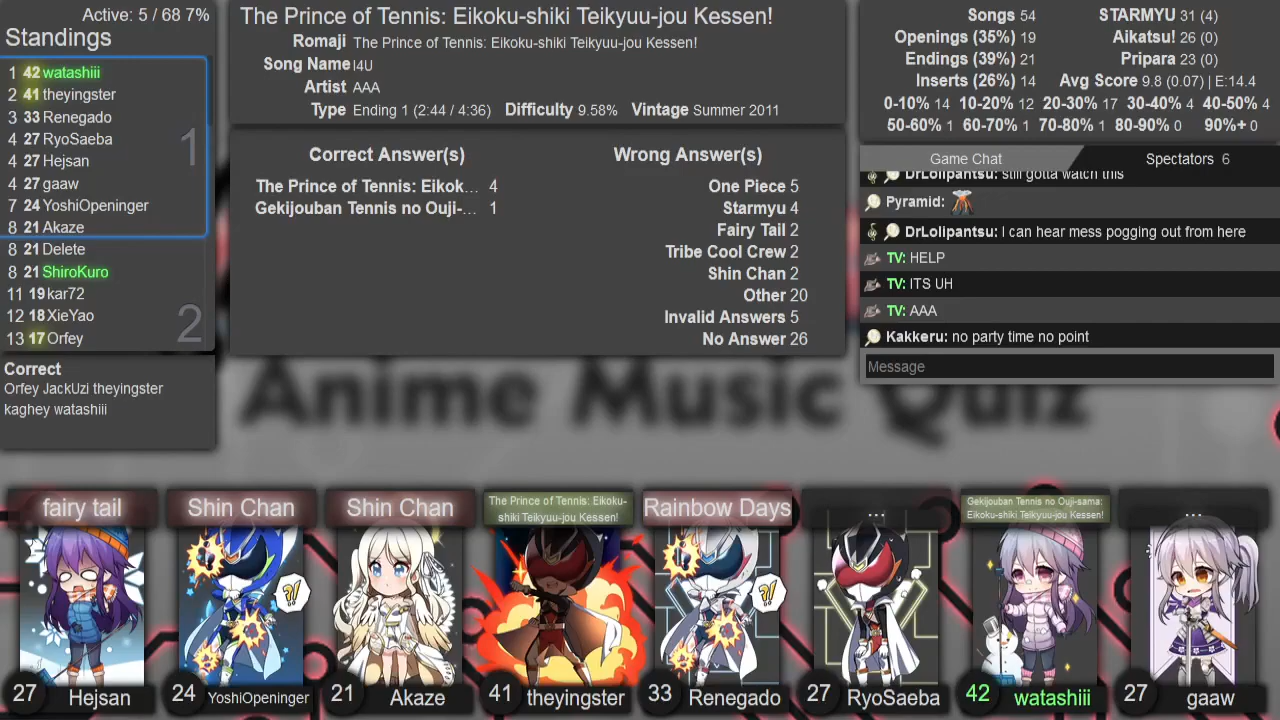 Active: 5 / 68 7%
Standings
1 42 watashiii
2 41 theyingster
3 33 Renegado
4 27 RyoSaeba
4 27 Hejsan
4 27 gaaw
7 24 YoshiOpeninger
8 21 Akaze
8 21 Delete
8 21 ShiroKuro
11 19 kar72
12 18 XieYao
13 17 Orfey
1
2
Correct
Orfey JackUzi theyingster
kaghey watashiii
The Prince of Tennis: Eikoku-shiki Teikyuu-jou Kessen!
Romaji The Prince of Tennis: Eikoku-shiki Teikyuu-jou Kessen!
Song Name I4U
Artist AAA
Type Ending 1 (2:44 / 4:36) Difficulty 9.58% Vintage Summer 2011
Correct Answer(s)
The Prince of Tennis: Eikok... 4
Gekijouban Tennis no Ouji-... 1
Wrong Answer(s)
One Piece 5
Starmyu 4
Fairy Tail 2
Tribe Cool Crew 2
Shin Chan 2
Other 20
Invalid Answers 5
No Answer 26
Songs 54 STARMYU 31 (4)
Openings (35%) 19 Aikatsu! 26 (0)
Endings (39%) 21 Pripara 23 (0)
Inserts (26%) 14 Avg Score 9.8 (0.07) | E:14.4
0-10% 14 10-20% 12 20-30% 17 30-40% 4 40-50% 4
50-60% 1 60-70% 1 70-80% 1 80-90% 0 90%+ 0
Game Chat Spectators 6
DrLolipantsu: still gotta watch this
Pyramid:
DrLolipantsu: I can hear mess pogging out from here
TV: HELP
TV: ITS UH
TV: AAA
Kakkeru: no party time no point
Message
Anime Music Quiz
fairy tail
Shin Chan
Shin Chan
The Prince of Tennis: Eikoku-
shiki Teikyuu-jou Kessen!
Rainbow Days
...
Gekijouban Tennis no Ouji-sama:
Eikoku-shiki Teikyuu-jou Kessen!
...
?!
?!
27 Hejsan
24 YoshiOpeninger
21 Akaze
41 theyingster
33 Renegado
27 RyoSaeba
42 watashiii
27 gaaw